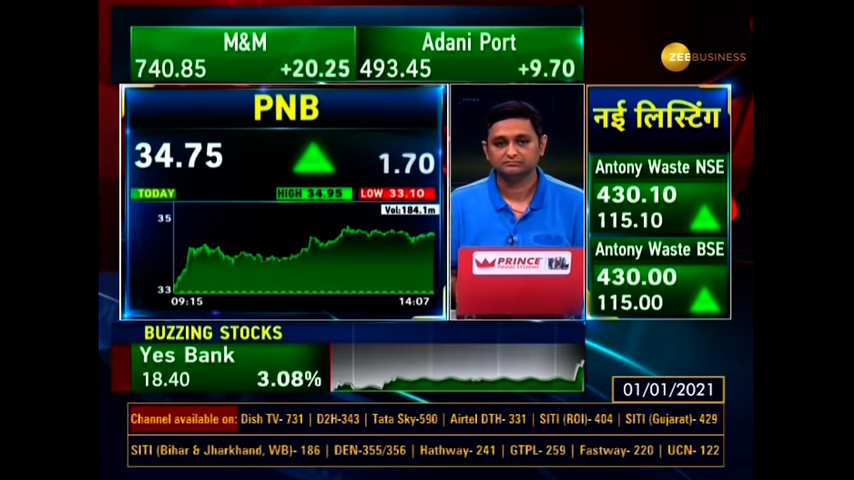 M&M
740.85 +20.25
Adani Port
493.45 +9.70
ZEE BUSINESS
PNB
34.75 1.70
TODAY HIGH 34.95 LOW 33.10
Vol:184.1m
35
33
09:15 14:07
PRINCE
नई लिस्टिंग
Antony Waste NSE
430.10
115.10
Antony Waste BSE
430.00
115.00
BUZZING STOCKS
Yes Bank
18.40 3.08%
01/01/2021
Channel available on: Dish TV- 731 | D2H-343 | Tata Sky-590 | Airtel DTH- 331 | SITI (ROI)- 404 | SITI (Gujarat)- 429
SITI (Bihar & Jharkhand, WB)- 186 | DEN-355/356 | Hathway- 241 | GTPL- 259 | Fastway- 220 | UCN- 122